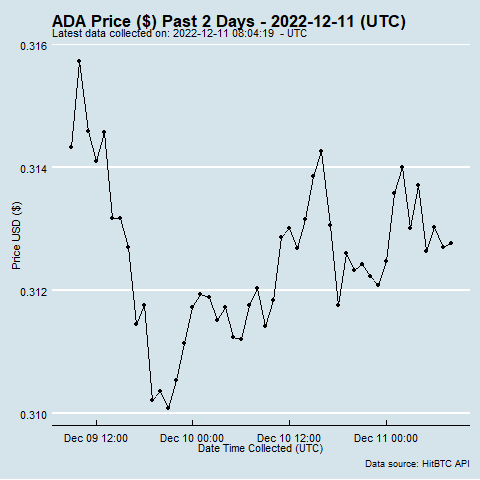 ADA Price ($) Past 2 Days - 2022-12-11 (UTC)
Latest data collected on: 2022-12-11 08:04:19 - UTC
0.316
0.314
0.312
0.310
Price USD ($)
Dec 09 12:00 Dec 10 00:00 Dec 10 12:00 Dec 11 00:00
Date Time Collected (UTC)
Data source: HitBTC API